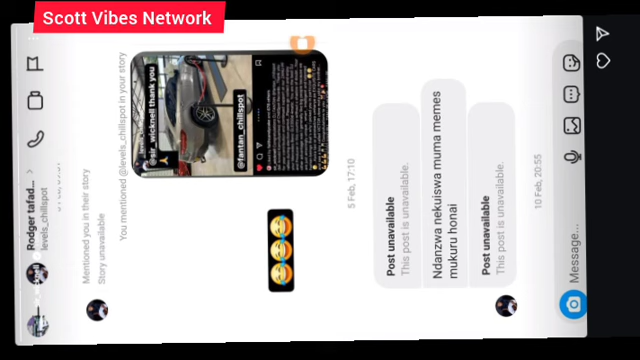 Scott Vibes Network
Rodger tafad...
levels_chillspot
Mentioned you in their story
Story unavailable
You mentioned @levels_chillspot in your story
@sir_wicknell thank you
@fantan_chillspot
5 Feb, 17:10
Post unavailable
This post is unavailable.
Ndanzwa nekuiswa muma memes
mukuru honai
Post unavailable
This post is unavailable.
10 Feb, 20:55
Message...